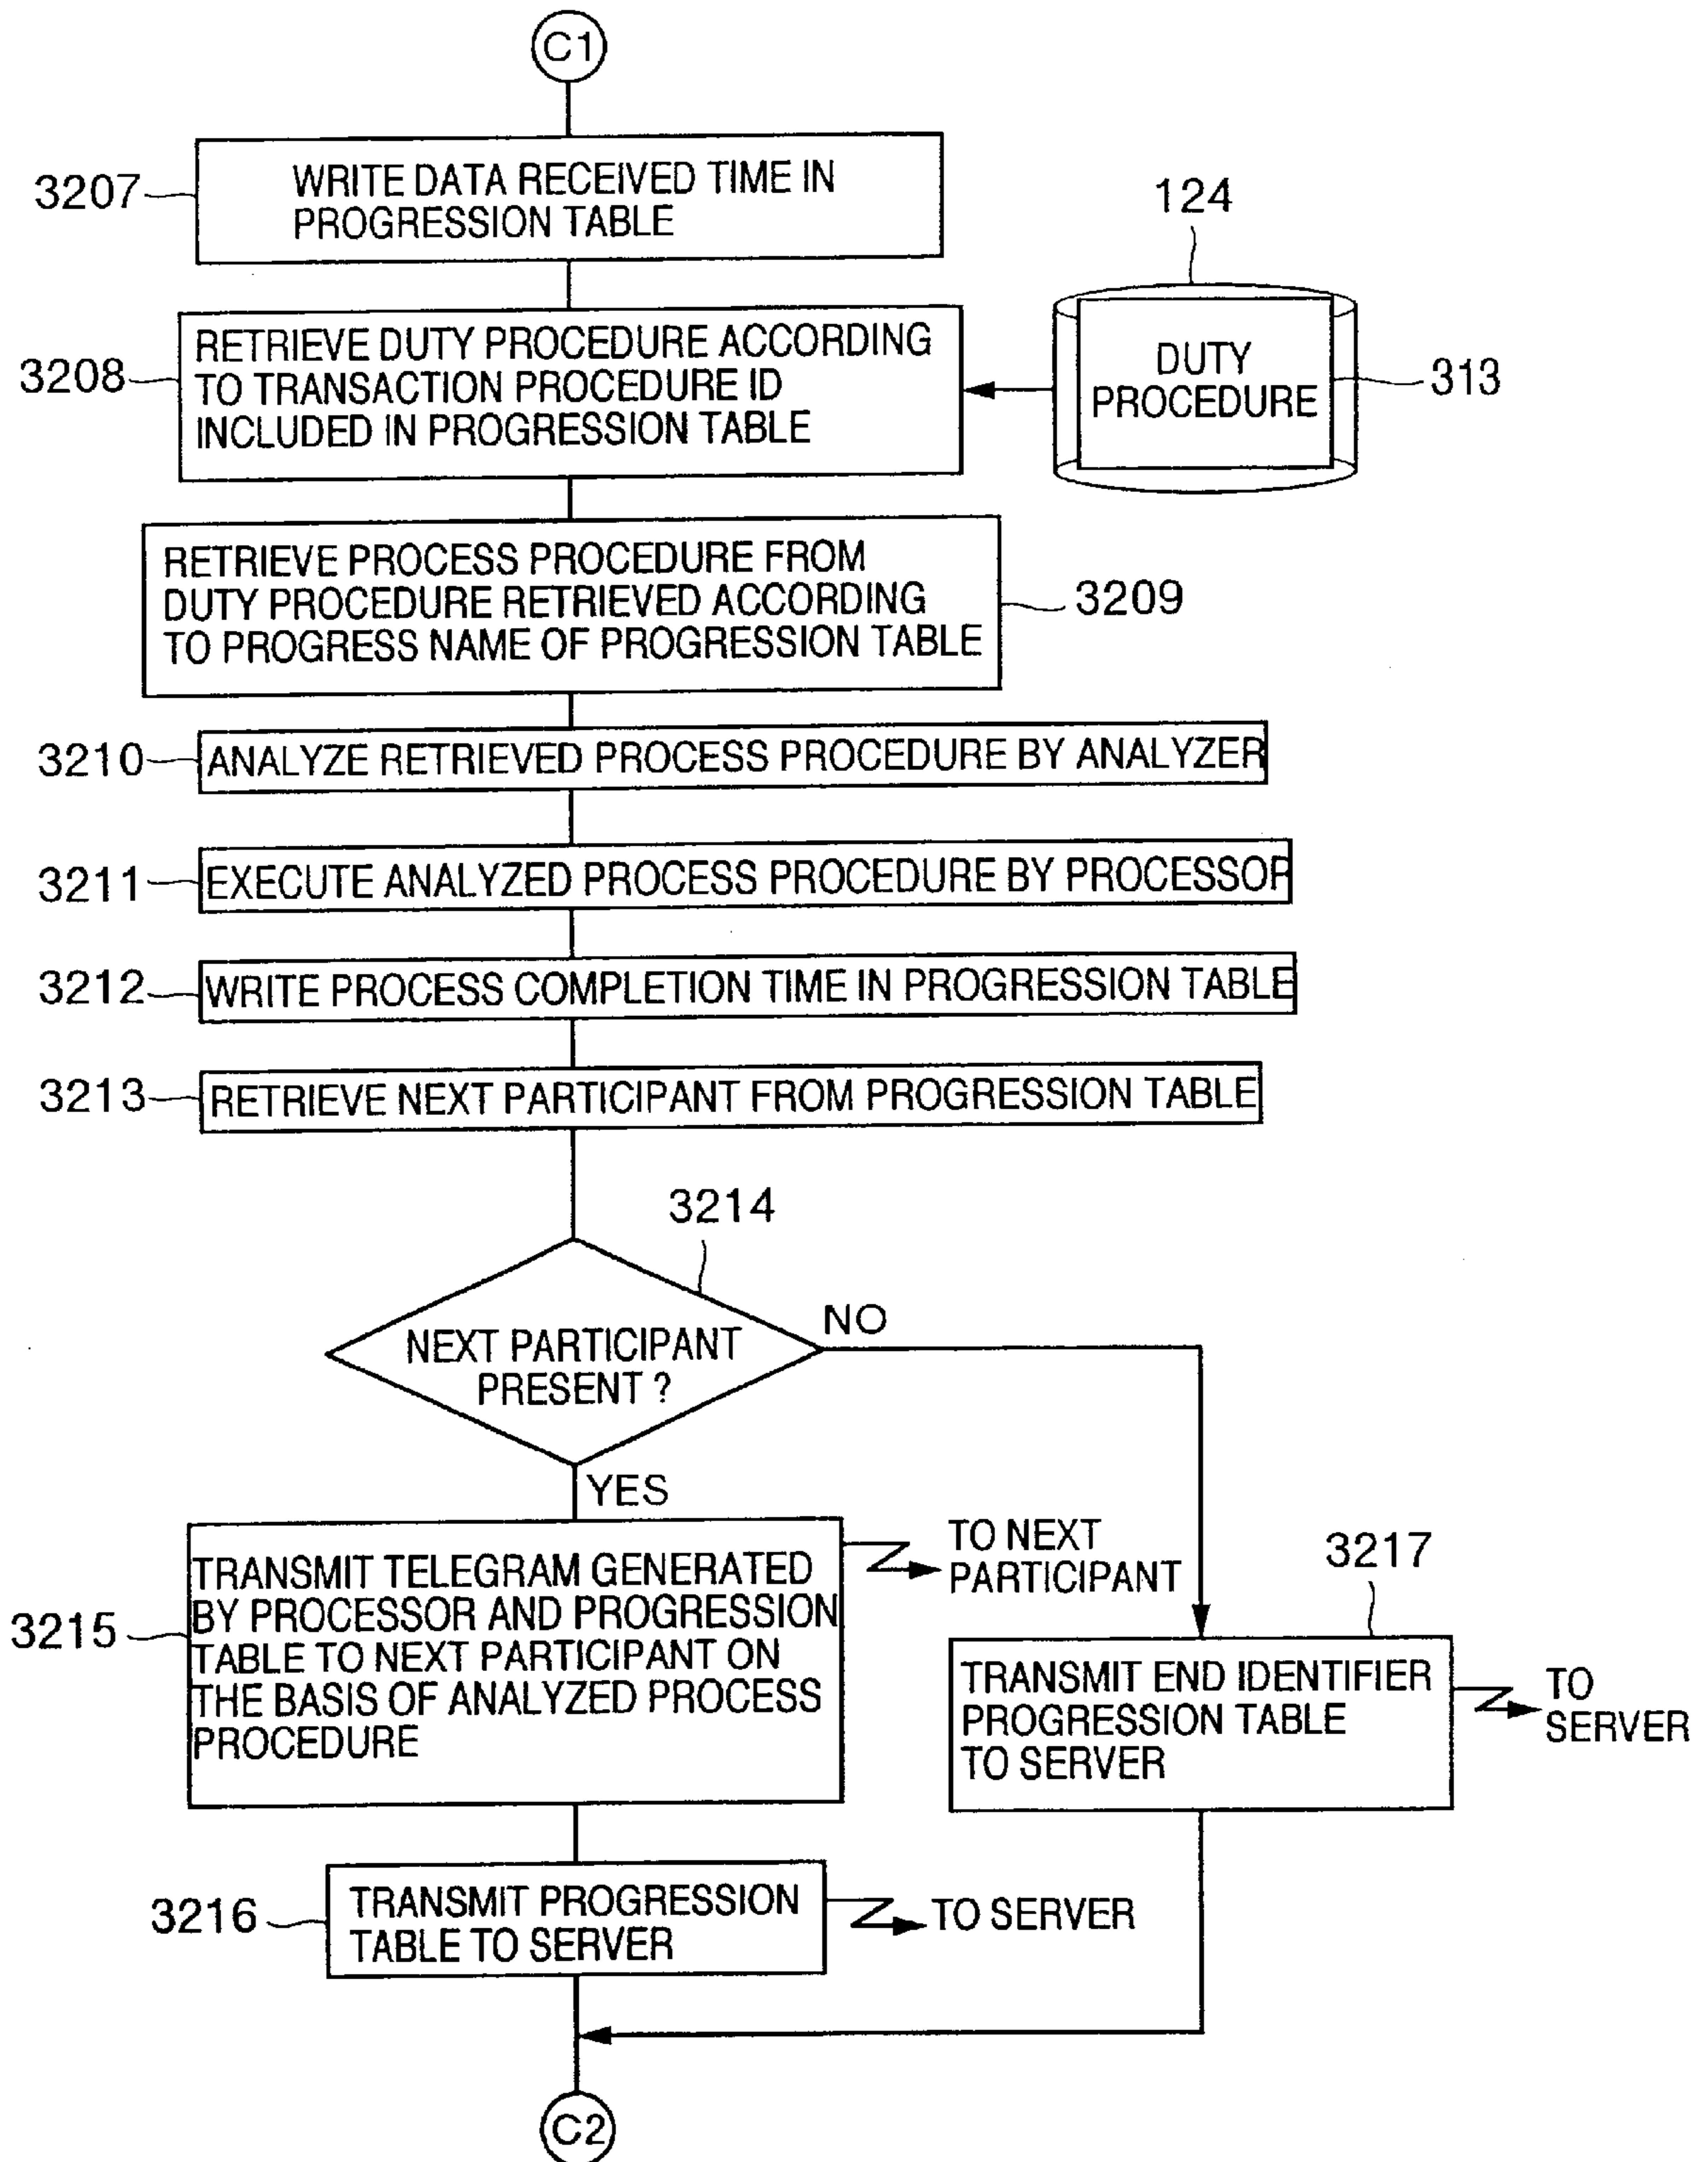 C1
3207
WRITE DATA RECEIVED TIME IN
PROGRESSION TABLE
124
3208
RETRIEVE DUTY PROCEDURE ACCORDING
TO TRANSACTION PROCEDURE ID
INCLUDED IN PROGRESSION TABLE
DUTY
PROCEDURE
313
RETRIEVE PROCESS PROCEDURE FROM
DUTY PROCEDURE RETRIEVED ACCORDING
TO PROGRESS NAME OF PROGRESSION TABLE
3209
3210
ANALYZE RETRIEVED PROCESS PROCEDURE BY ANALYZER
3211
EXECUTE ANALYZED PROCESS PROCEDURE BY PROCESSOR
3212
WRITE PROCESS COMPLETION TIME IN PROGRESSION TABLE
3213
RETRIEVE NEXT PARTICIPANT FROM PROGRESSION TABLE
3214
NEXT PARTICIPANT
PRESENT ?
NO
YES
3215
TRANSMIT TELEGRAM GENERATED
BY PROCESSOR AND PROGRESSION
TABLE TO NEXT PARTICIPANT ON
THE BASIS OF ANALYZED PROCESS
PROCEDURE
TO NEXT
PARTICIPANT
3217
TRANSMIT END IDENTIFIER
PROGRESSION TABLE
TO SERVER
TO
SERVER
3216
TRANSMIT PROGRESSION
TABLE TO SERVER
TO SERVER
C2